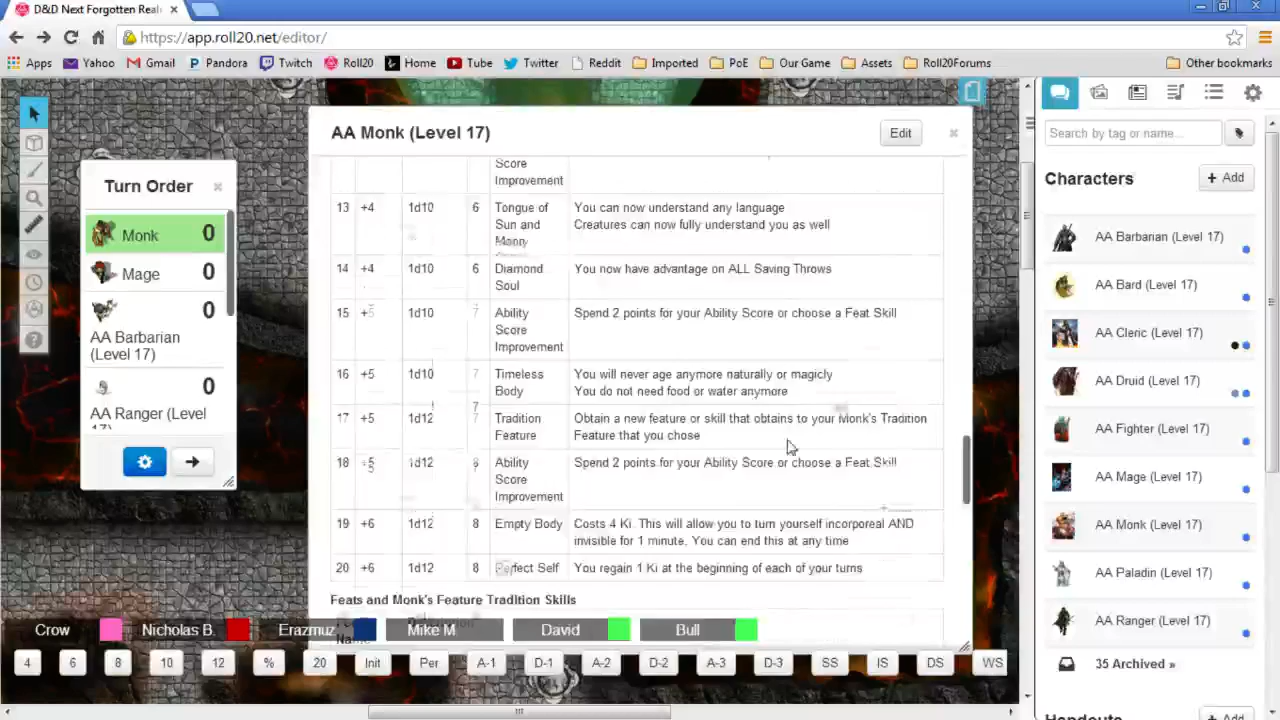 D&D Next Forgotten Real
https://app.roll20.net/editor/
Apps Yahoo Gmail Pandora Twitch Roll20 Home Tube Twitter Reddit Imported PoE Our Game Assets Roll20Forums Other bookmarks
AA Monk (Level 17) Edit
Turn Order
Monk 0
Mage 0
0
AA Barbarian
(Level 17)
0
AA Ranger (Level
Score
Improvement
13 +4 1d10 6 Tongue of You can now understand any language
Sun and Creatures can now fully understand you as well
Moon
14 +4 1d10 6 Diamond You now have advantage on ALL Saving Throws
Soul
15 +5 1d10 7 Ability Spend 2 points for your Ability Score or choose a Feat Skill
Score
Improvement
16 +5 1d10 7 Timeless You will never age anymore naturally or magicly
Body You do not need food or water anymore
17 +5 1d12 7 Tradition Obtain a new feature or skill that obtains to your Monk's Tradition
Feature Feature that you chose
18 +5 1d12 Ability Spend 2 points for your Ability Score or choose a Feat Skill
Score
Improvement
19 +6 1d12 8 Empty Body Costs 4 Ki. This will allow you to turn yourself incorporeal AND
invisible for 1 minute. You can end this at any time
20 +6 1d12 8 Perfect Self You regain 1 Ki at the beginning of each of your turns
Feats and Monk's Feature Tradition Skills
Crow Nicholas B. Erazmuz Mike M David Bull
4 6 8 10 12 % 20 Init Per A-1 D-1 A-2 D-2 A-3 D-3 SS IS DS WS
Search by tag or name...
Characters + Add
AA Barbarian (Level 17)
AA Bard (Level 17)
AA Cleric (Level 17)
AA Druid (Level 17)
AA Fighter (Level 17)
AA Mage (Level 17)
AA Monk (Level 17)
AA Paladin (Level 17)
AA Ranger (Level 17)
35 Archived »
Handouts + Add